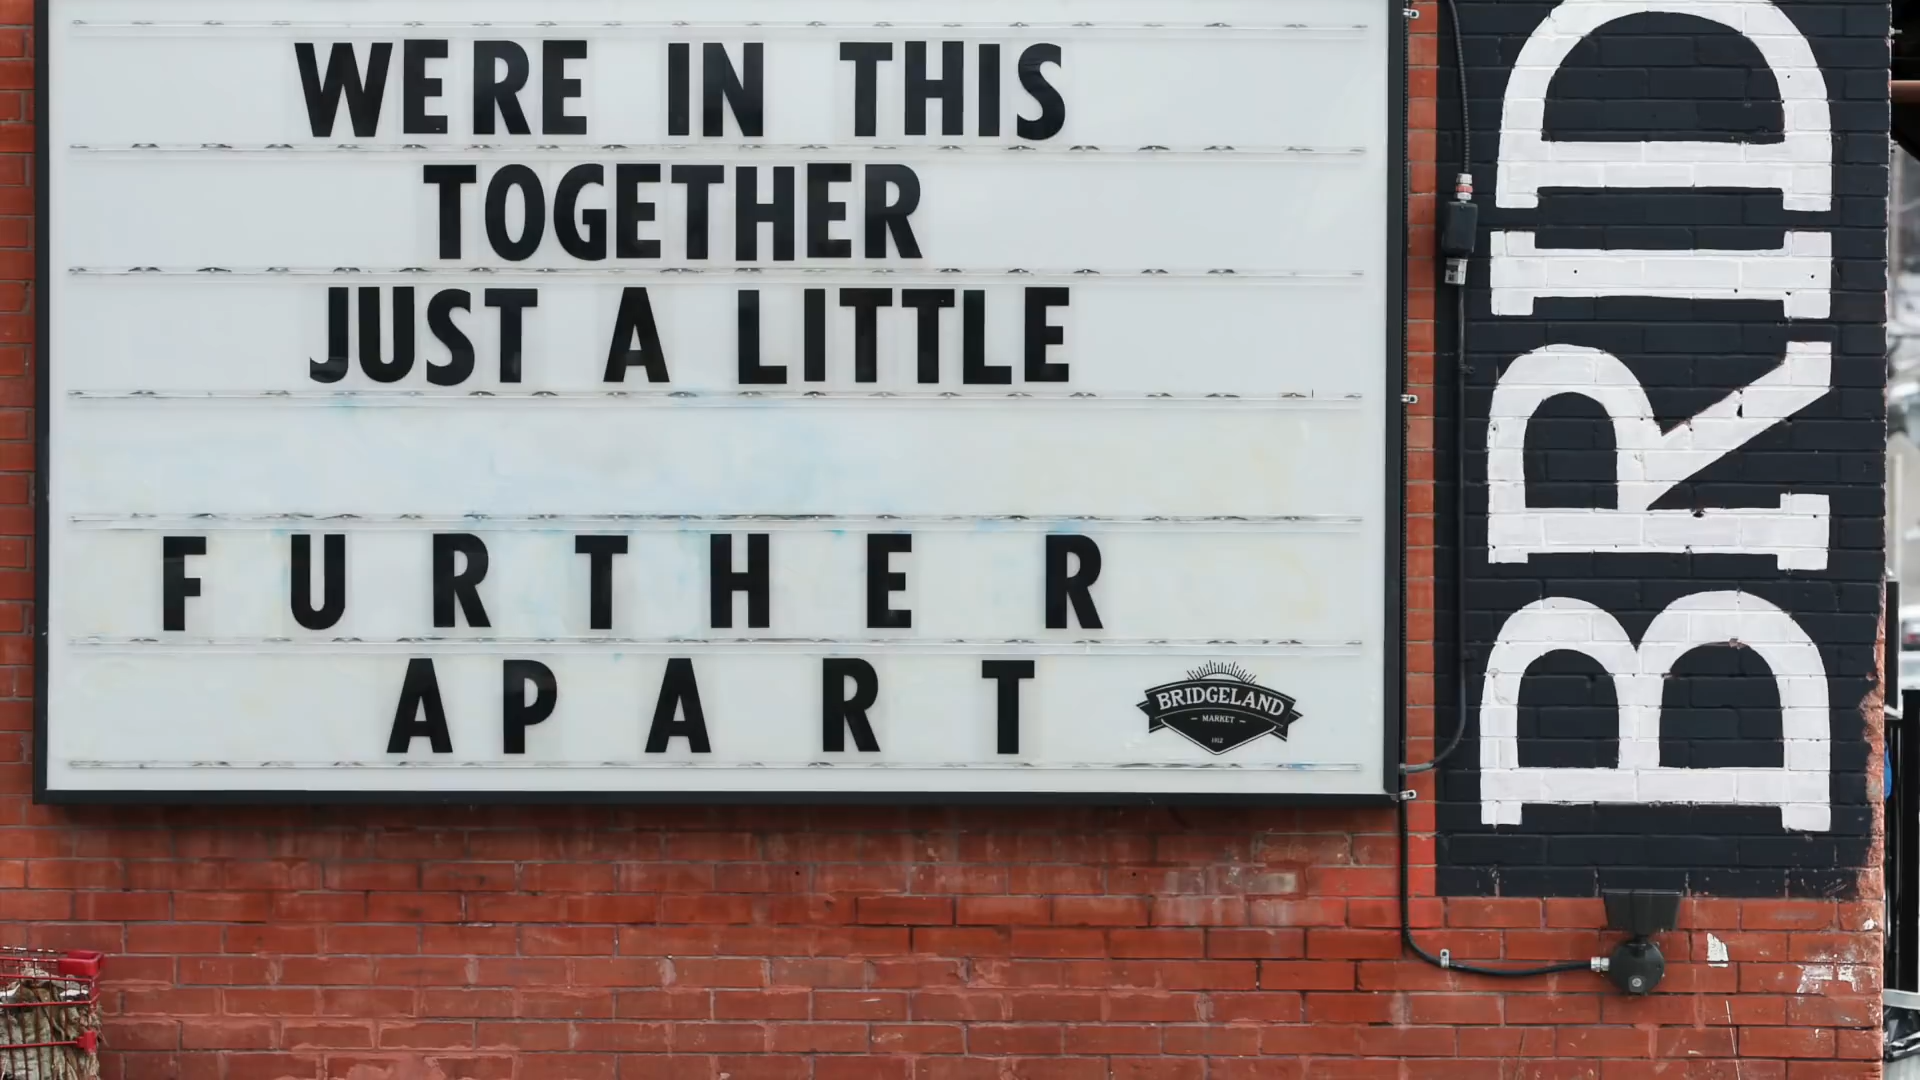 WERE IN THIS
TOGETHER
JUST A LITTLE
FURTHER
APART
BRIDGELAND
MARKET
BRID